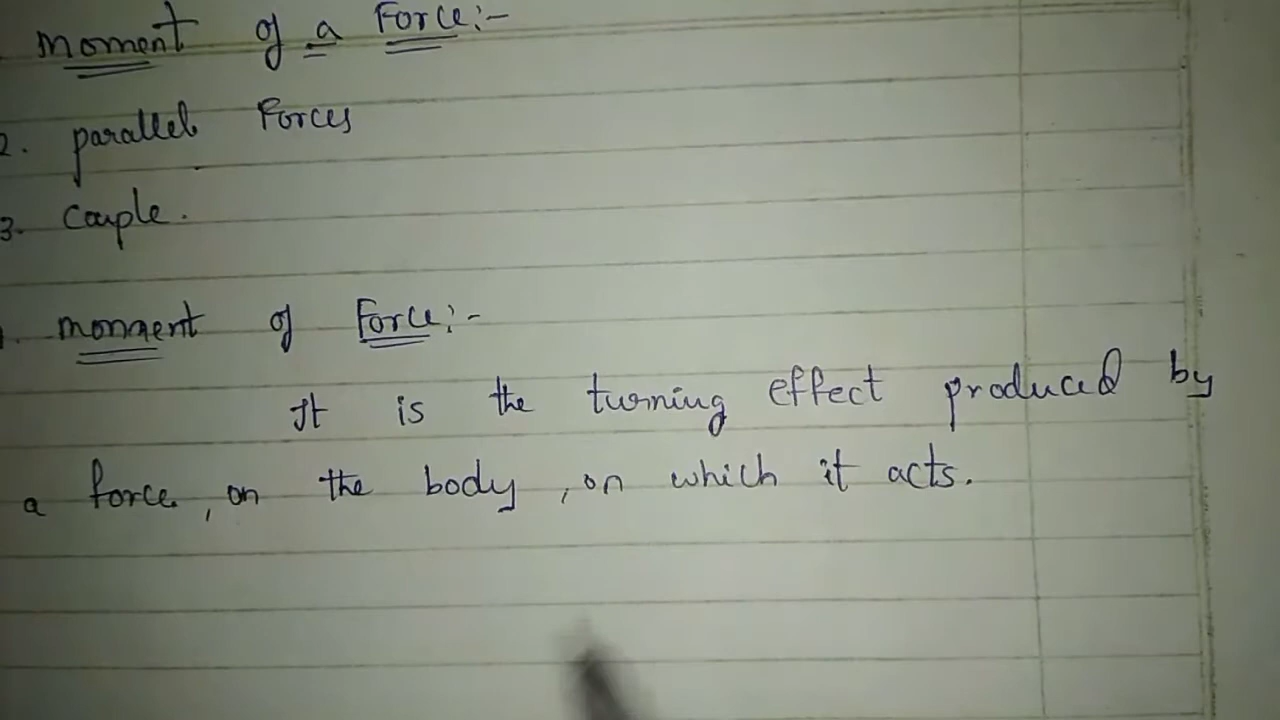 moment of a Force:-
2. parallel Forces
3. Couple.
1. moment of Force:-
It is the turning effect produced by
a force, on the body, on which it acts.